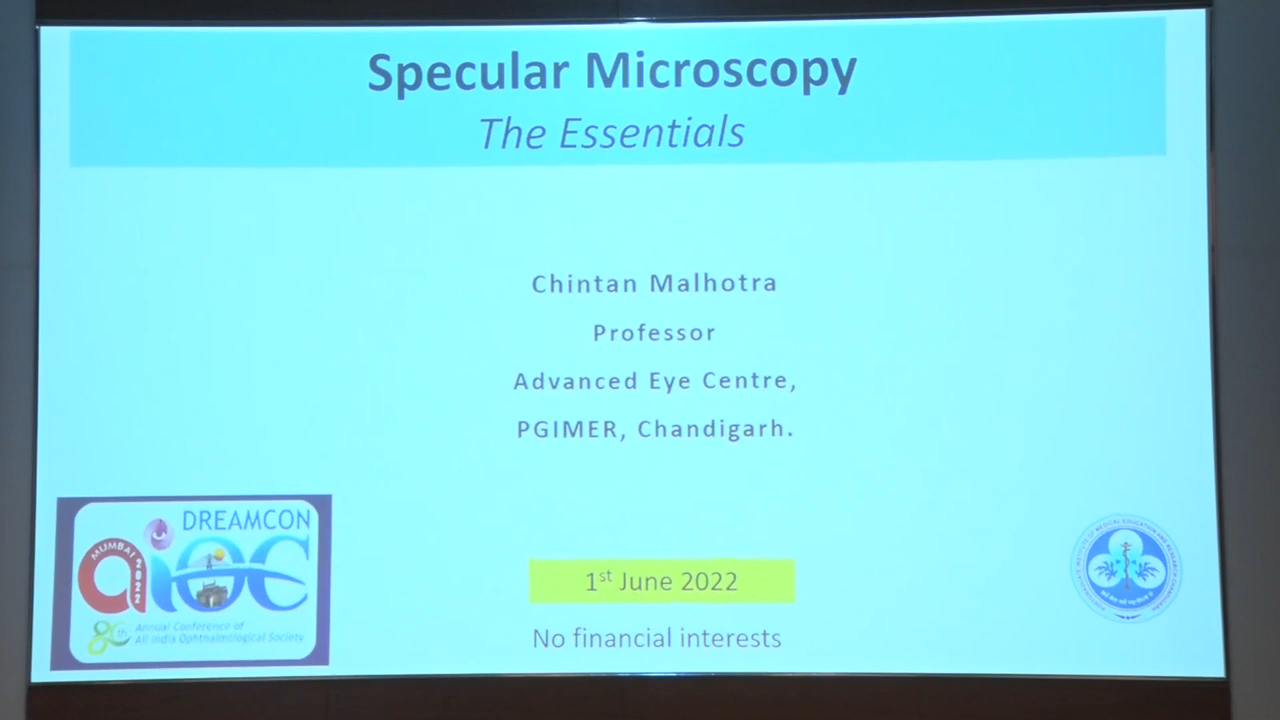 Specular Microscopy
The Essentials
Chintan Malhotra
Professor
Advanced Eye Centre,
PGIMER, Chandigarh.
DREAMCON
MUMBAI 2022
aioc
80th Annual Conference of
All India Ophthalmological Society
1st June 2022
No financial interests